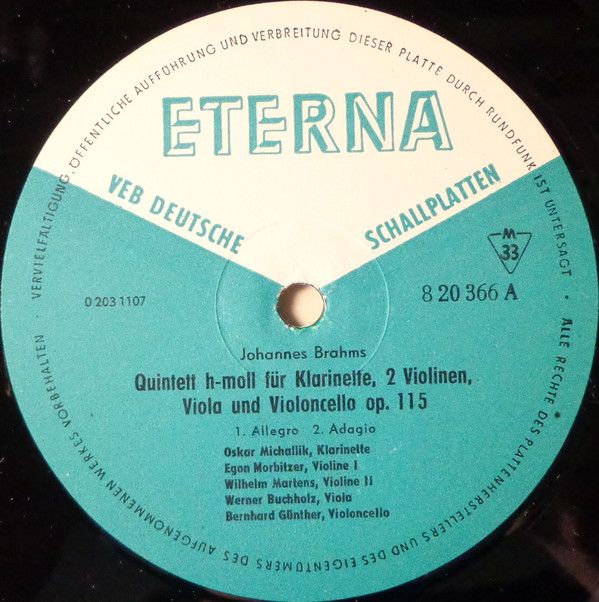 VERVIELFÄLTIGUNG, ÖFFENTLICHE AUFFÜHRUNG UND VERBREITUNG DIESER PLATTE DURCH RUNDFUNK IST UNTERSAGT · ALLE RECHTE DES PLATTENHERSTELLERS UND DES EIGENTÜMERS DES AUFGENOMMENEN WERKES VORBEHALTEN ·
ETERNA
VEB DEUTSCHE SCHALLPLATTEN
M
33
0 203 1107
8 20 366 A
Johannes Brahms
Quintett h-moll für Klarinette, 2 Violinen,
Viola und Violoncello op. 115
1. Allegro 2. Adagio
Oskar Michallik, Klarinette
Egon Morbitzer, Violine I
Wilhelm Martens, Violine II
Werner Buchholz, Viola
Bernhard Günther, Violoncello